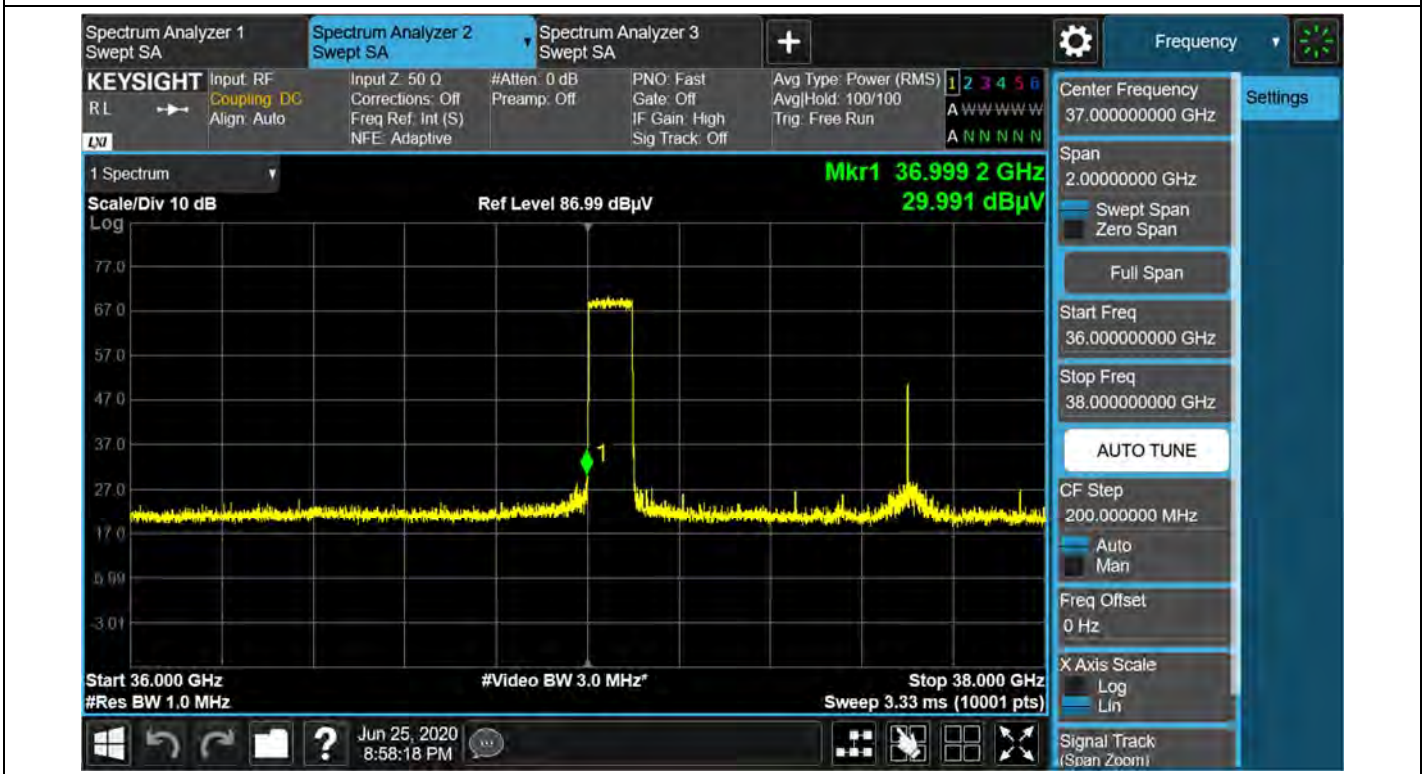 Spectrum Analyzer 1
Swept SA
Spectrum Analyzer 2
Swept SA
Spectrum Analyzer 3
Swept SA
Frequency
KEYSIGHT
RL
LXI
Input: RF
Coupling: DC
Align: Auto
Input Z: 50 Ω
Corrections: Off
Freq Ref: Int (S)
NFE: Adaptive
#Atten: 0 dB
Preamp: Off
PNO: Fast
Gate: Off
IF Gain: High
Sig Track: Off
Avg Type: Power (RMS)
Avg|Hold: 100/100
Trig: Free Run
1 2 3 4 5 6
A W W W W W
A N N N N N
1 Spectrum
Mkr1 36.999 2 GHz
Scale/Div 10 dB
Ref Level 86.99 dBµV
29.991 dBµV
Log
77.0
67.0
57.0
47.0
37.0
27.0
17.0
6.99
-3.01
1
Start 36.000 GHz
#Video BW 3.0 MHz*
Stop 38.000 GHz
#Res BW 1.0 MHz
Sweep 3.33 ms (10001 pts)
Jun 25, 2020
8:58:18 PM
Center Frequency
37.000000000 GHz
Settings
Span
2.00000000 GHz
Swept Span
Zero Span
Full Span
Start Freq
36.000000000 GHz
Stop Freq
38.000000000 GHz
AUTO TUNE
CF Step
200.000000 MHz
Auto
Man
Freq Offset
0 Hz
X Axis Scale
Log
Lin
Signal Track
(Span Zoom)